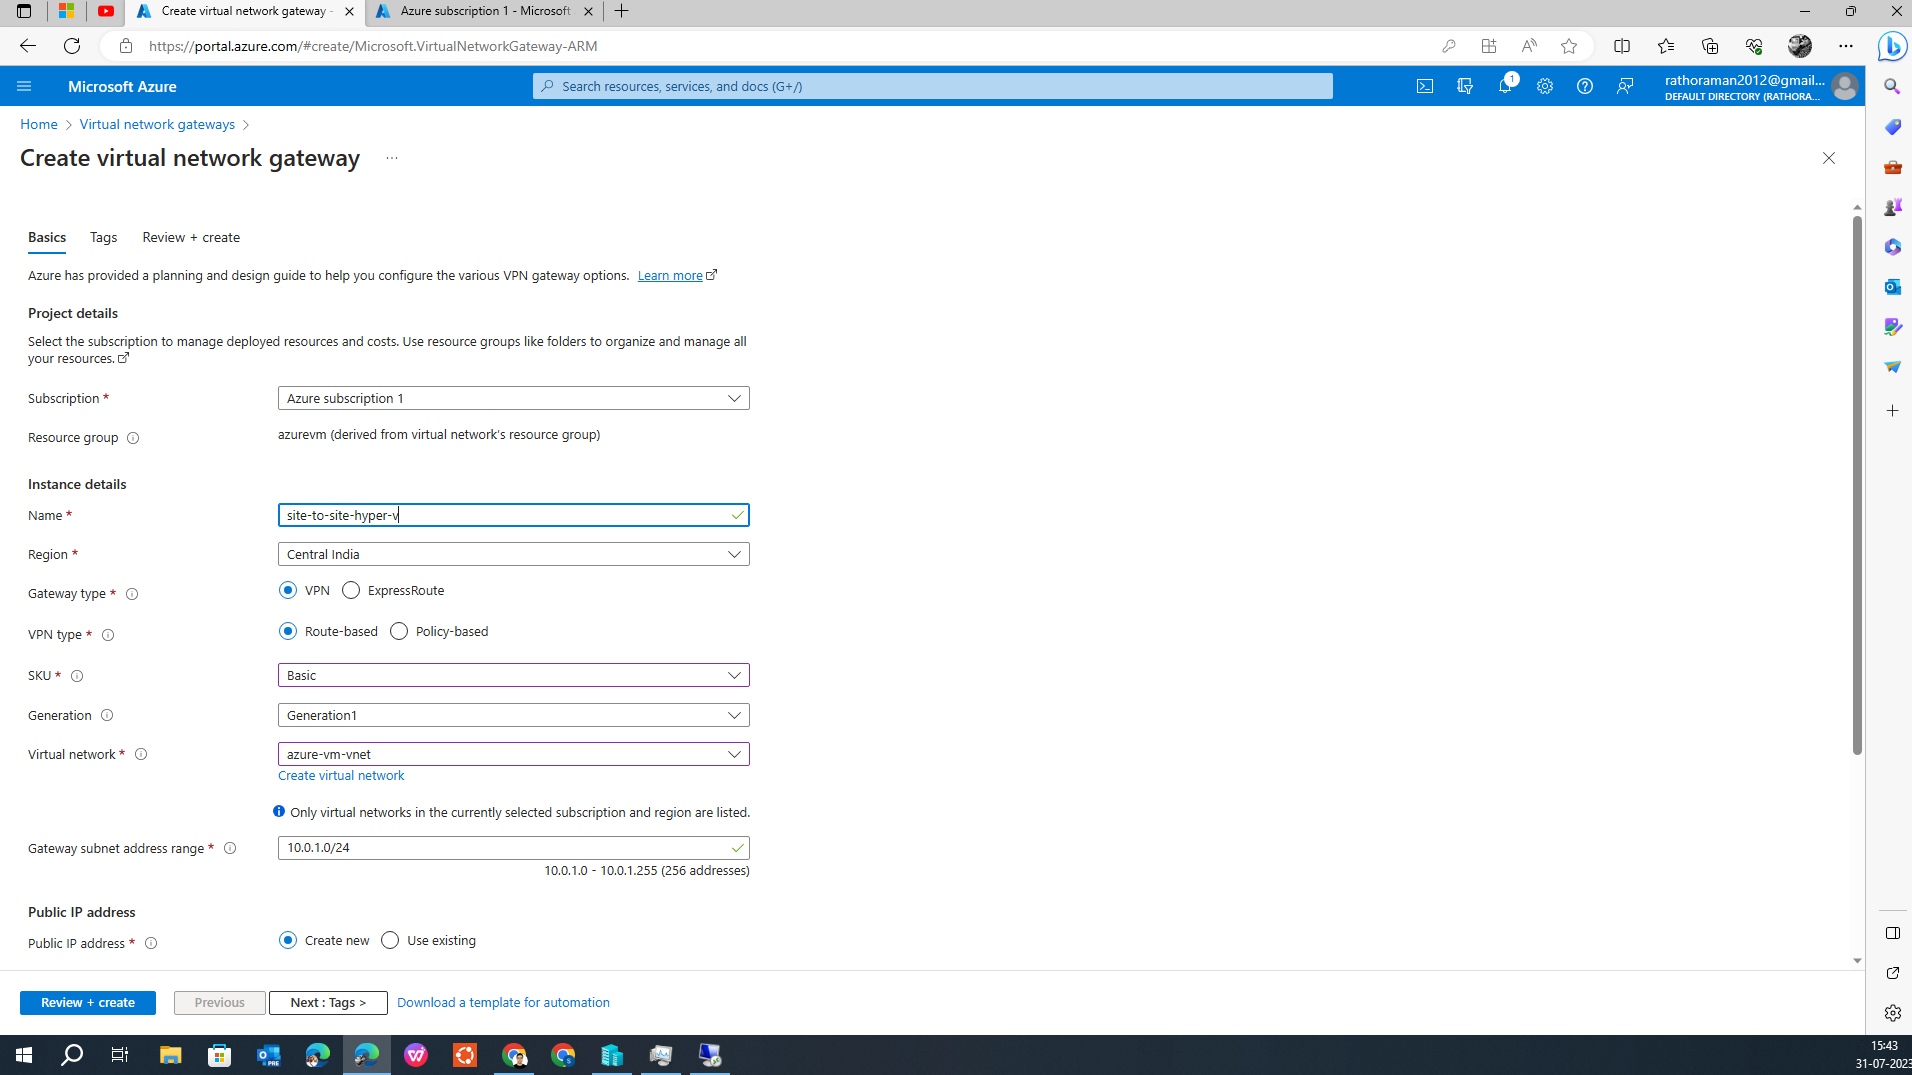 Create virtual network gateway -
Azure subscription 1 - Microsoft
https://portal.azure.com/#create/Microsoft.VirtualNetworkGateway-ARM
Microsoft Azure
Search resources, services, and docs (G+/)
1
rathoraman2012@gmail...
DEFAULT DIRECTORY (RATHORA...
Home > Virtual network gateways >
Create virtual network gateway ...
Basics Tags Review + create
Azure has provided a planning and design guide to help you configure the various VPN gateway options. Learn more
Project details
Select the subscription to manage deployed resources and costs. Use resource groups like folders to organize and manage all
your resources.
Subscription * Azure subscription 1
Resource group azurevm (derived from virtual network's resource group)
Instance details
Name * site-to-site-hyper-v
Region * Central India
Gateway type * VPN ExpressRoute
VPN type * Route-based Policy-based
SKU * Basic
Generation Generation1
Virtual network * azure-vm-vnet
Create virtual network
Only virtual networks in the currently selected subscription and region are listed.
Gateway subnet address range * 10.0.1.0/24
10.0.1.0 - 10.0.1.255 (256 addresses)
Public IP address
Public IP address * Create new Use existing
Review + create Previous Next : Tags > Download a template for automation
15:43
31-07-2023